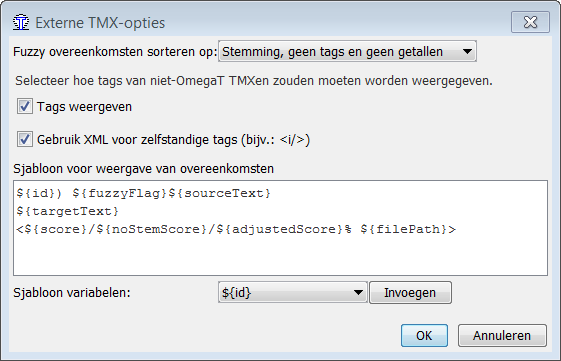 Externe TMX-opties
Fuzzy overeenkomsten sorteren op: Stemming, geen tags en geen getallen
Selecteer hoe tags van niet-OmegaT TMXen zouden moeten worden weergegeven.
Tags weergeven
Gebruik XML voor zelfstandige tags (bijv.: <i/>)
Sjabloon voor weergave van overeenkomsten
${id}) ${fuzzyFlag}${sourceText}
${targetText}
<${score}/${noStemScore}/${adjustedScore}% ${filePath}>
Sjabloon variabelen: ${id} Invoegen
OK Annuleren